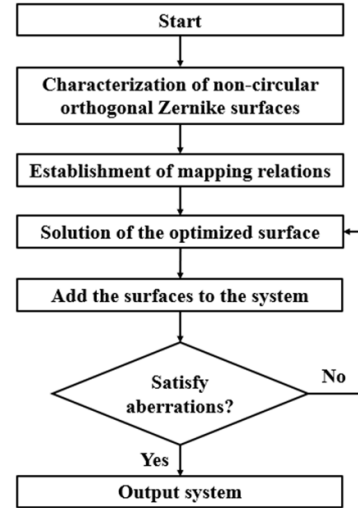 Start
Characterization of non-circular
orthogonal Zernike surfaces
Establishment of mapping relations
Solution of the optimized surface
Add the surfaces to the system
Satisfy
aberrations?
No
Yes
Output system